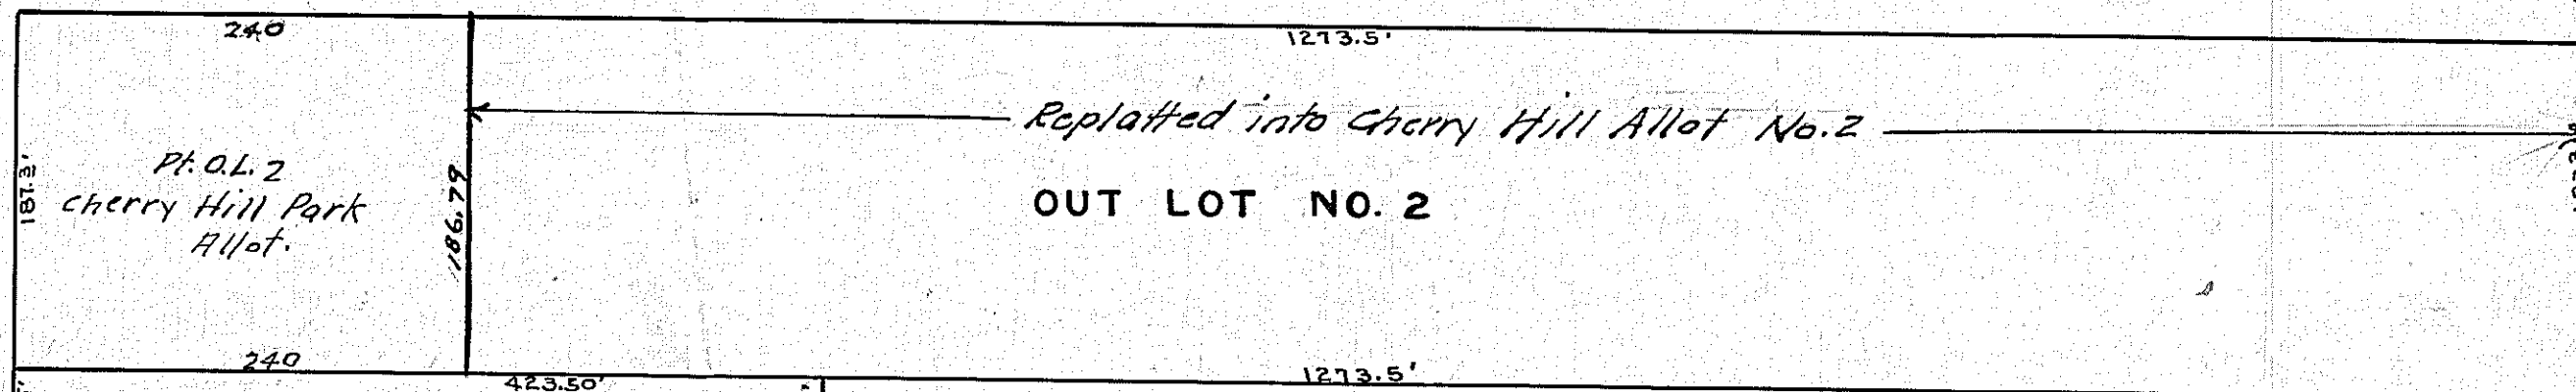 240
1273.5'
Replatted into Cherry Hill Allot No. 2
187.3'
Pt. O.L. 2
Cherry Hill Park
Allot.
186.79
OUT LOT NO. 2
240
423.50'
1273.5'